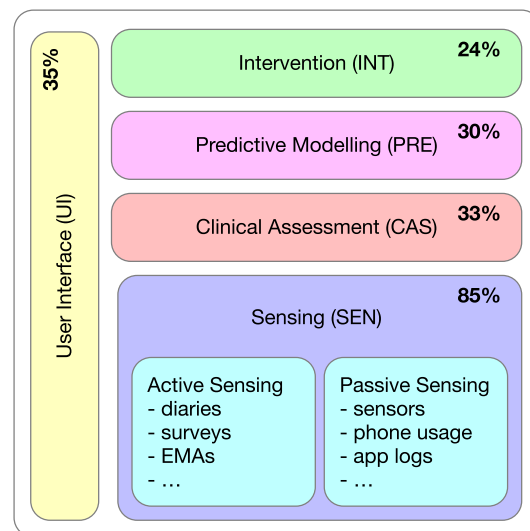 35%
User Interface (UI)
24%
Intervention (INT)
30%
Predictive Modelling (PRE)
33%
Clinical Assessment (CAS)
85%
Sensing (SEN)
Active Sensing
- diaries
- surveys
- EMAs
- …
Passive Sensing
- sensors
- phone usage
- app logs
- …